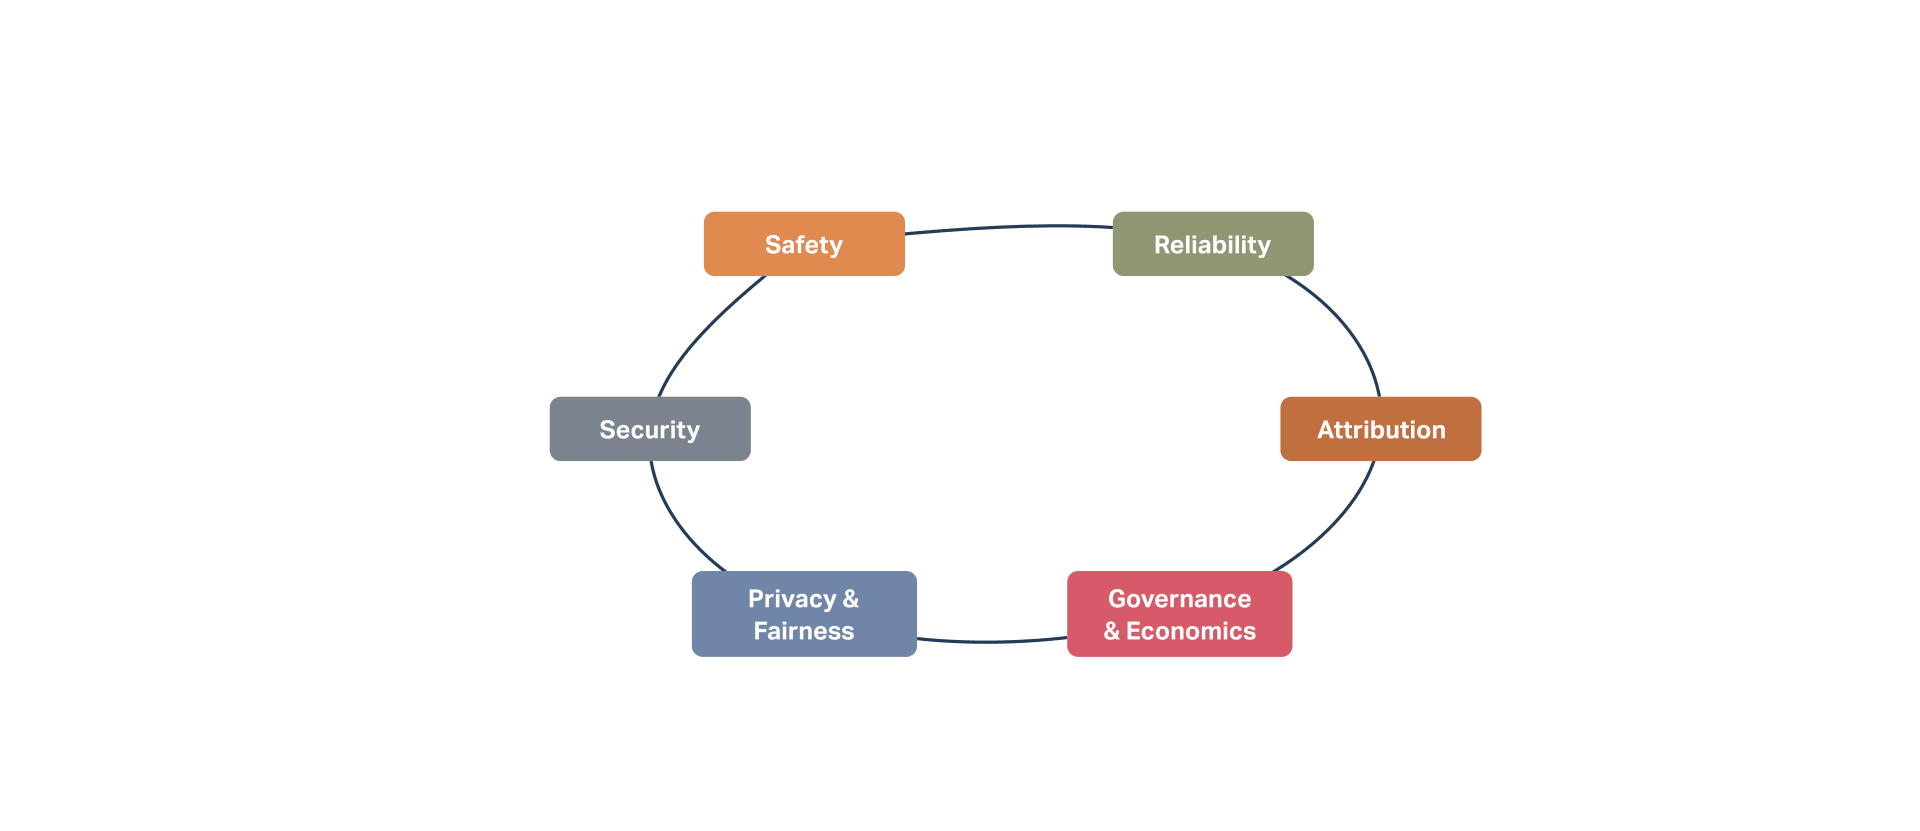 Safety
Reliability
Security
Attribution
Privacy &
Fairness
Governance
& Economics